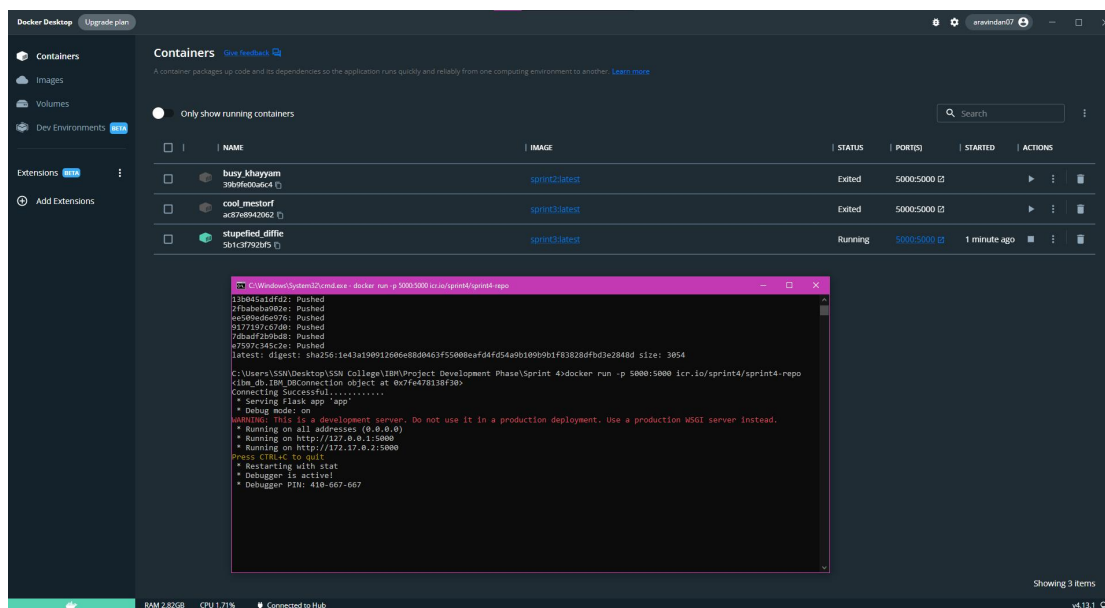 Docker Desktop Upgrade plan aravindan07
Containers
Images
Volumes
Dev Environments BETA
Extensions BETA
Add Extensions
Containers Give feedback
A container packages up code and its dependencies so the application runs quickly and reliably from one computing environment to another. Learn more
Only show running containers
Search
NAME IMAGE STATUS PORT(S) STARTED ACTIONS
busy_khayyam sprint2:latest Exited 5000:5000
39b9fe00a6c4
cool_mestorf sprint3:latest Exited 5000:5000
ac87e8942062
stupefied_diffie sprint3:latest Running 5000:5000 1 minute ago
5b1c3f792bf5
C:\Windows\System32\cmd.exe - docker run -p 5000:5000 icr.io/sprint4/sprint4-repo
13b045a1dfd2: Pushed
2fbabeba902e: Pushed
ee509ed6e976: Pushed
9177197c67d0: Pushed
7dbadf2b9bd8: Pushed
e7597c345c2e: Pushed
latest: digest: sha256:1e43a190912606e88d0463f55008eafd4fd54a9b109b9b1f83828dfbd3e2848d size: 3054
C:\Users\SSN\Desktop\SSN College\IBM\Project Development Phase\Sprint 4>docker run -p 5000:5000 icr.io/sprint4/sprint4-repo
<ibm_db.IBM_DBConnection object at 0x7fe478138f30>
Connecting Successful............
* Serving Flask app 'app'
* Debug mode: on
WARNING: This is a development server. Do not use it in a production deployment. Use a production WSGI server instead.
* Running on all addresses (0.0.0.0)
* Running on http://127.0.0.1:5000
* Running on http://172.17.0.2:5000
Press CTRL+C to quit
* Restarting with stat
* Debugger is active!
* Debugger PIN: 410-667-667
Showing 3 items
RAM 2.82GB CPU 1.71% Connected to Hub v4.13.1